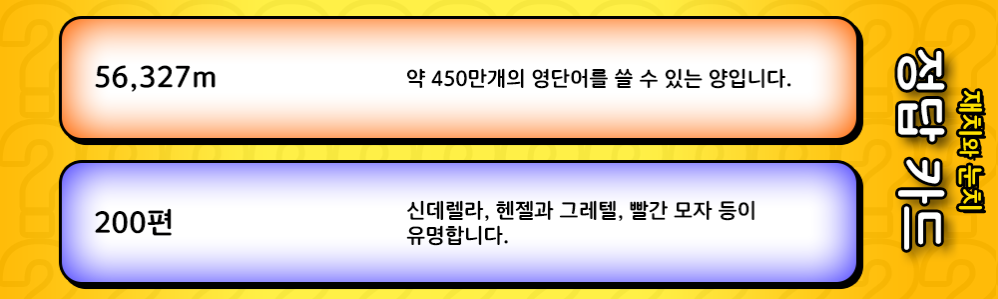 56,327m
약 450만개의 영단어를 쓸 수 있는 양입니다.
200편
신데렐라, 헨젤과 그레텔, 빨간 모자 등이
유명합니다.
재치와 눈치
정답 카드